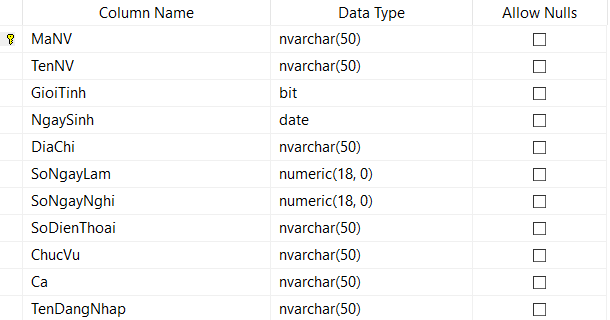 Column Name Data Type Allow Nulls
MaNV nvarchar(50)
TenNV nvarchar(50)
GioiTinh bit
NgaySinh date
DiaChi nvarchar(50)
SoNgayLam numeric(18, 0)
SoNgayNghi numeric(18, 0)
SoDienThoai nvarchar(50)
ChucVu nvarchar(50)
Ca nvarchar(50)
TenDangNhap nvarchar(50)